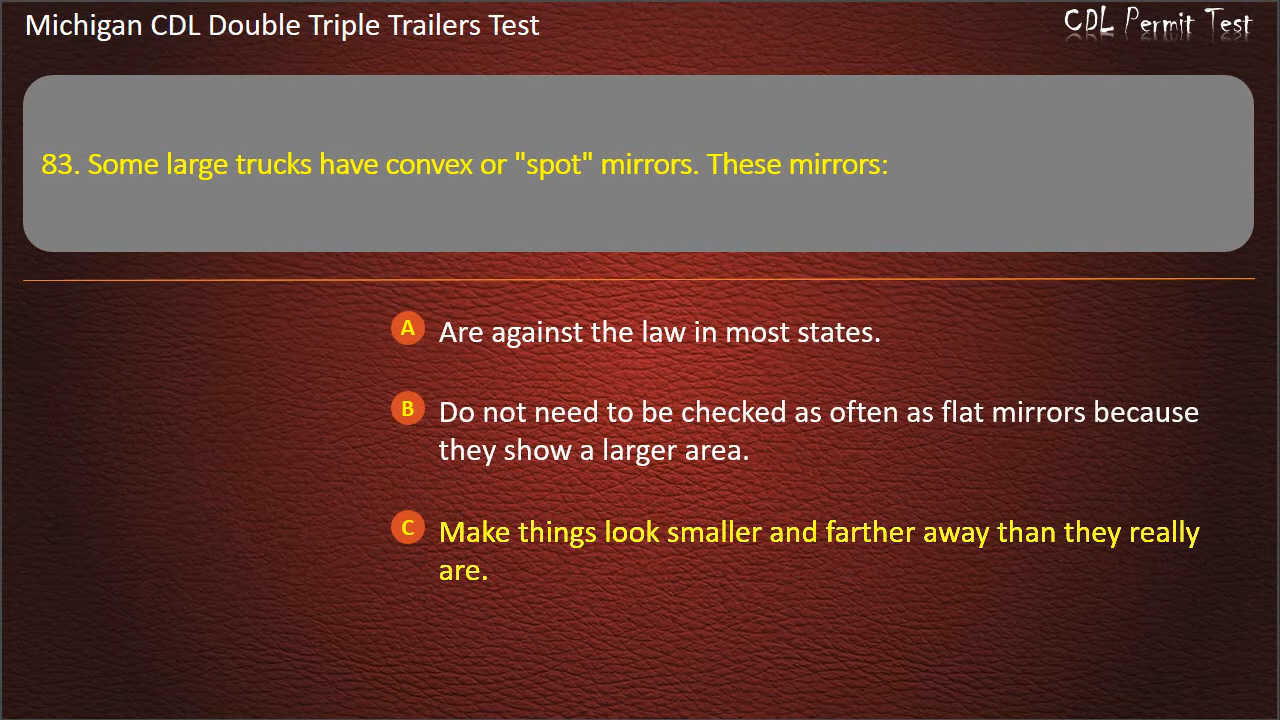 Michigan CDL Double Triple Trailers Test
CDL Permit Test
83. Some large trucks have convex or "spot" mirrors. These mirrors:
A Are against the law in most states.
B Do not need to be checked as often as flat mirrors because
they show a larger area.
C Make things look smaller and farther away than they really
are.